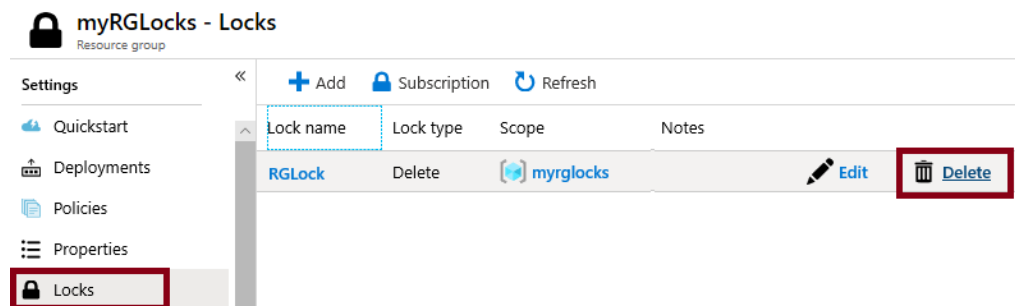 myRGLocks - Locks
Resource group
Settings
«
Add Subscription Refresh
Quickstart
Deployments
Policies
Properties
Locks
Lock name Lock type Scope Notes
RGLock Delete myrglocks Edit Delete